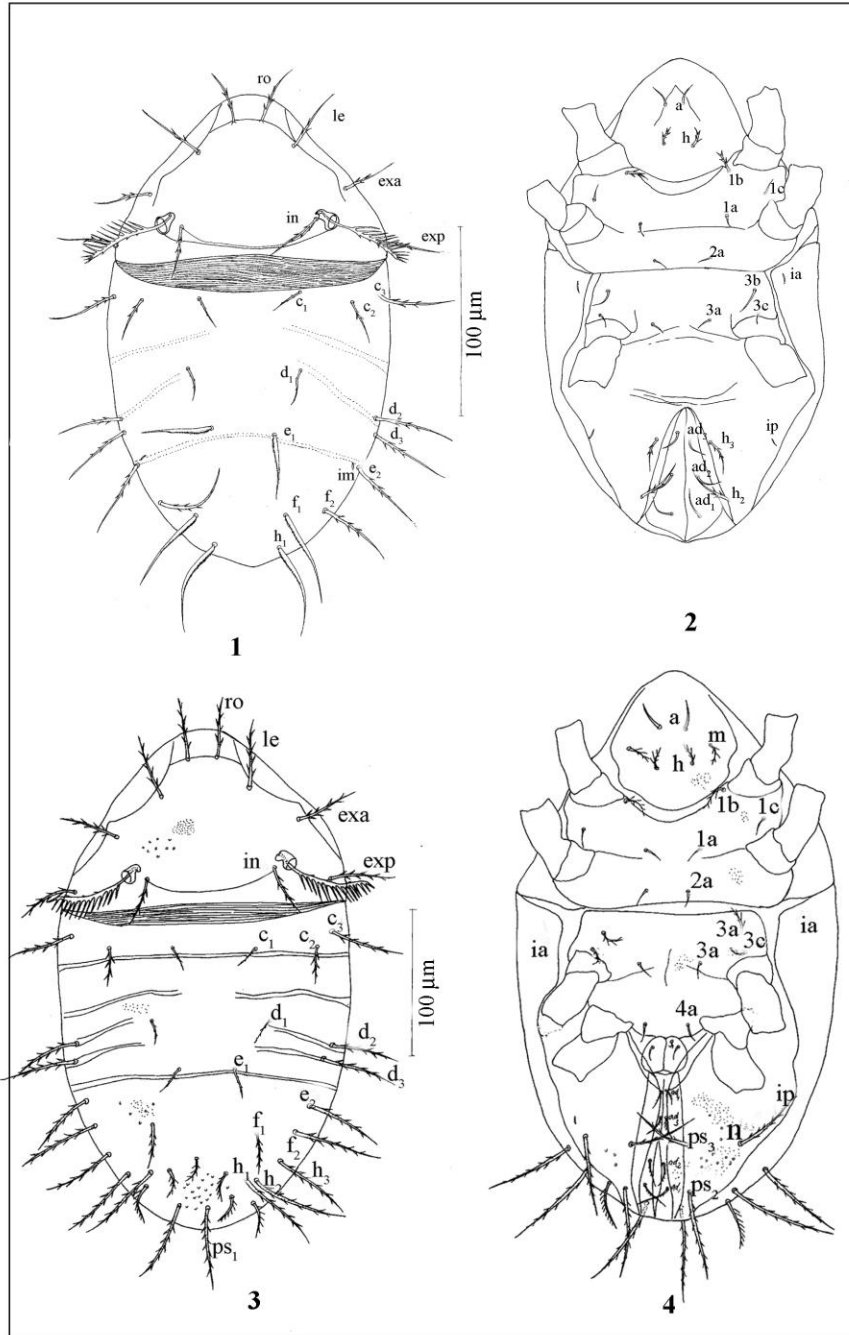 ro
le
exa
in
exp
c₁
c₂
c₃
d₁
d₂
d₃
e₁
im
e₂
f₁
f₂
h₁
100 µm
1
a
h
1b
1c
1a
2a
ia
3b
3a
3c
ip
h₃
ad₂
h₂
ad₁
2
ro
le
exa
in
exp
c₃
c₁
c₂
d₁
d₂
d₃
e₁
e₂
f₁
f₂
h₁
h₂
h₃
ps₁
100 µm
3
a
m
h
1b
1c
1a
2a
ia
3a
3c
3a
ia
4a
ip
n
ps₃
ps₂
4